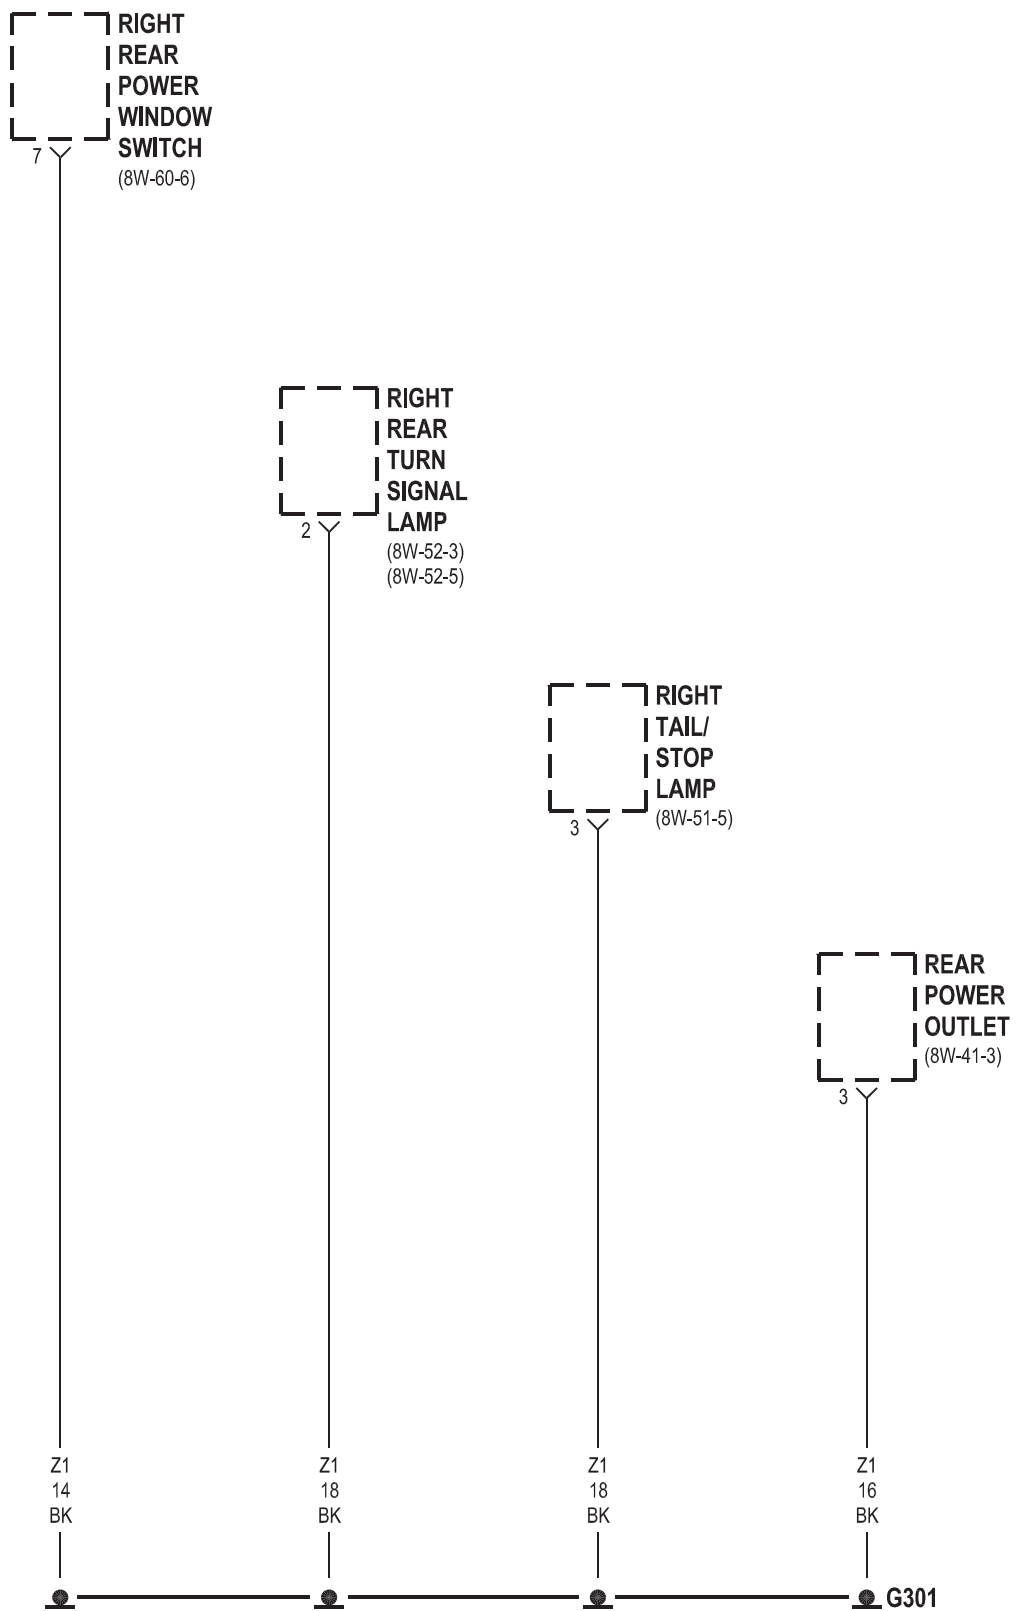 RIGHT
REAR
POWER
WINDOW
SWITCH
(8W-60-6)
7
RIGHT
REAR
TURN
SIGNAL
LAMP
(8W-52-3)
(8W-52-5)
2
RIGHT
TAIL/
STOP
LAMP
(8W-51-5)
3
REAR
POWER
OUTLET
(8W-41-3)
3
Z1
14
BK
Z1
18
BK
Z1
18
BK
Z1
16
BK
G301